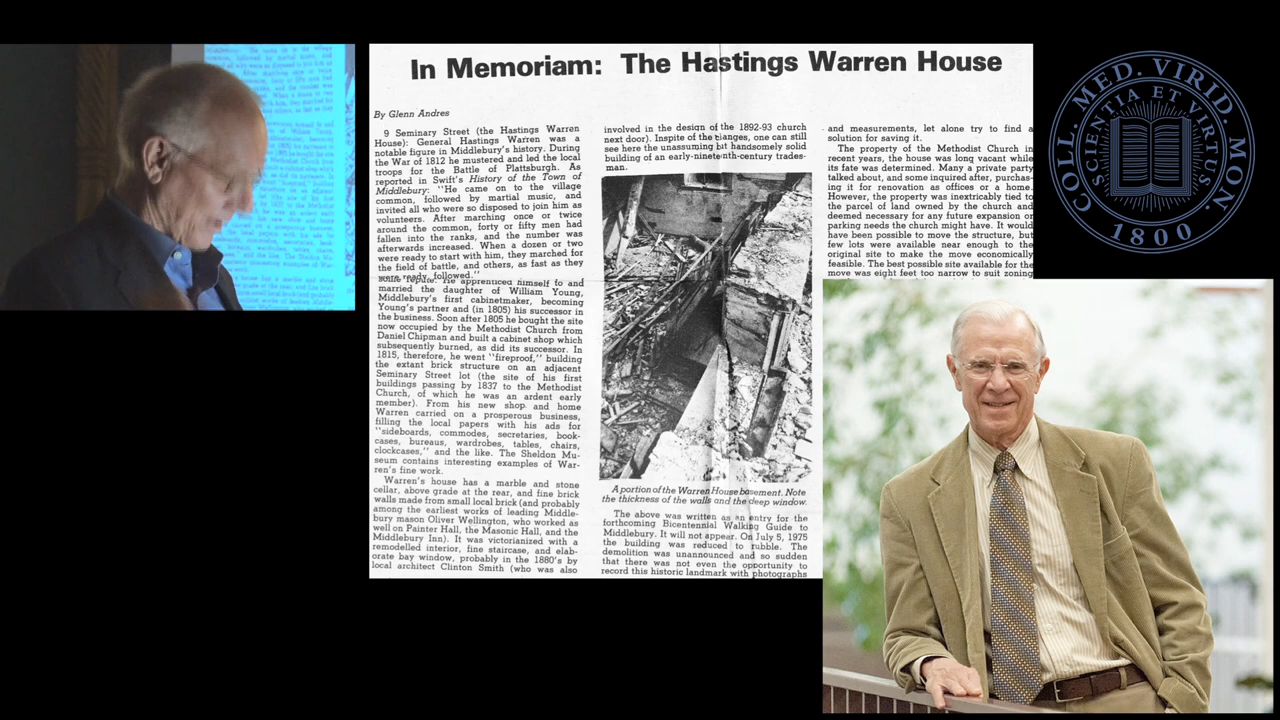 In Memoriam: The Hastings Warren House
By Glenn Andres
9 Seminary Street (the Hastings Warren
House): General Hastings Warren was a
notable figure in Middlebury's history. During
the War of 1812 he mustered and led the local
troops for the Battle of Plattsburgh. As
reported in Swift's History of the Town of
Middlebury: "He came on to the village
common, followed by martial music, and
invited all who were so disposed to join him as
volunteers. After marching once or twice
around the common, forty or fifty men had
fallen into the ranks, and the number was
afterwards increased. When a dozen or two
were ready to start with him, they marched for
the field of battle, and others, as fast as they
were ready, followed."
He apprenticed himself to and
married the daughter of William Young,
Middlebury's first cabinetmaker, becoming
Young's partner and (in 1805) his successor in
the business. Soon after 1805 he bought the site
now occupied by the Methodist Church from
Daniel Chipman and built a cabinet shop which
subsequently burned, as did its successor. In
1815, therefore, he went "fireproof," building
the extant brick structure on an adjacent
Seminary Street lot (the site of his first
buildings passing by 1837 to the Methodist
Church, of which he was an ardent early
member). From his new shop and home
Warren carried on a prosperous business,
filling the local papers with his ads for
"sideboards, commodes, secretaries, book-
cases, bureaus, wardrobes, tables, chairs,
clockcases," and the like. The Sheldon Mu-
seum contains interesting examples of War-
ren's fine work.
Warren's house has a marble and stone
cellar, above grade at the rear, and fine brick
walls made from small local brick (and probably
among the earliest works of leading Middle-
bury mason Oliver Wellington, who worked as
well on Painter Hall, the Masonic Hall, and the
Middlebury Inn). It was victorianized with a
remodelled interior, fine staircase, and elab-
orate bay window, probably in the 1880's by
local architect Clinton Smith (who was also
involved in the design of the 1892-93 church
next door). Inspite of the changes, one can still
see here the unassuming but handsomely solid
building of an early-nineteenth-century trades-
man.
A portion of the Warren House basement. Note
the thickness of the walls and the deep window.
The above was written as an entry for the
forthcoming Bicentennial Walking Guide to
Middlebury. It will not appear. On July 5, 1975
the building was reduced to rubble. The
demolition was unannounced and so sudden
that there was not even the opportunity to
record this historic landmark with photographs
and measurements, let alone try to find a
solution for saving it.
The property of the Methodist Church in
recent years, the house was long vacant while
its fate was determined. Many a private party
talked about, and some inquired after, purchas-
ing it for renovation as offices or a home.
However, the property was inextricably tied to
the parcel of land owned by the church and
deemed necessary for any future expansion or
parking needs the church might have. It would
have been possible to move the structure, but
few lots were available near enough to the
original site to make the move economically
feasible. The best possible site available for the
move was eight feet too narrow to suit zoning
COLL. MED. VIRID. MON.
SCIENTIA ET VIRTUS
1800